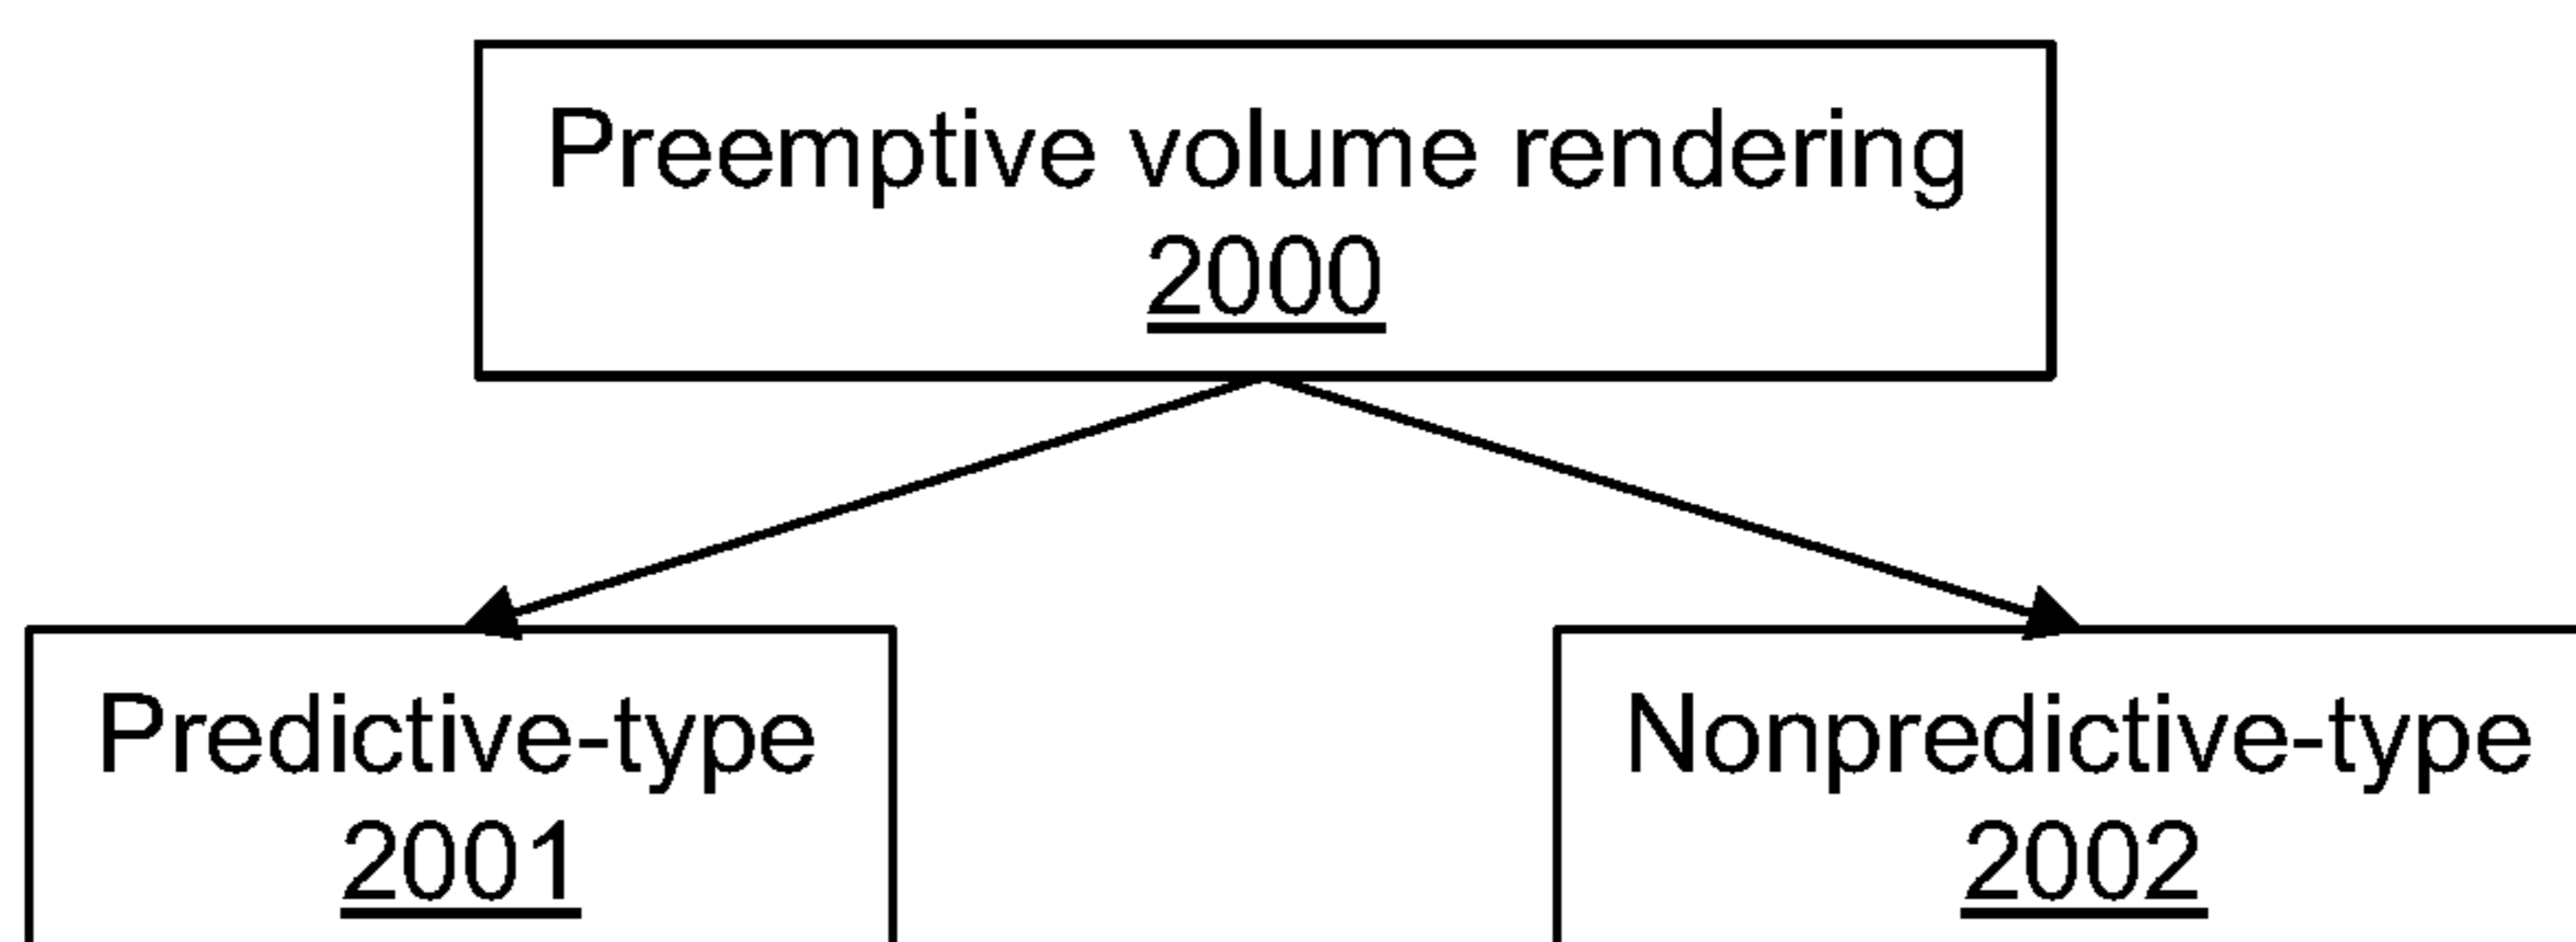 Preemptive volume rendering
2000
Predictive-type
2001
Nonpredictive-type
2002